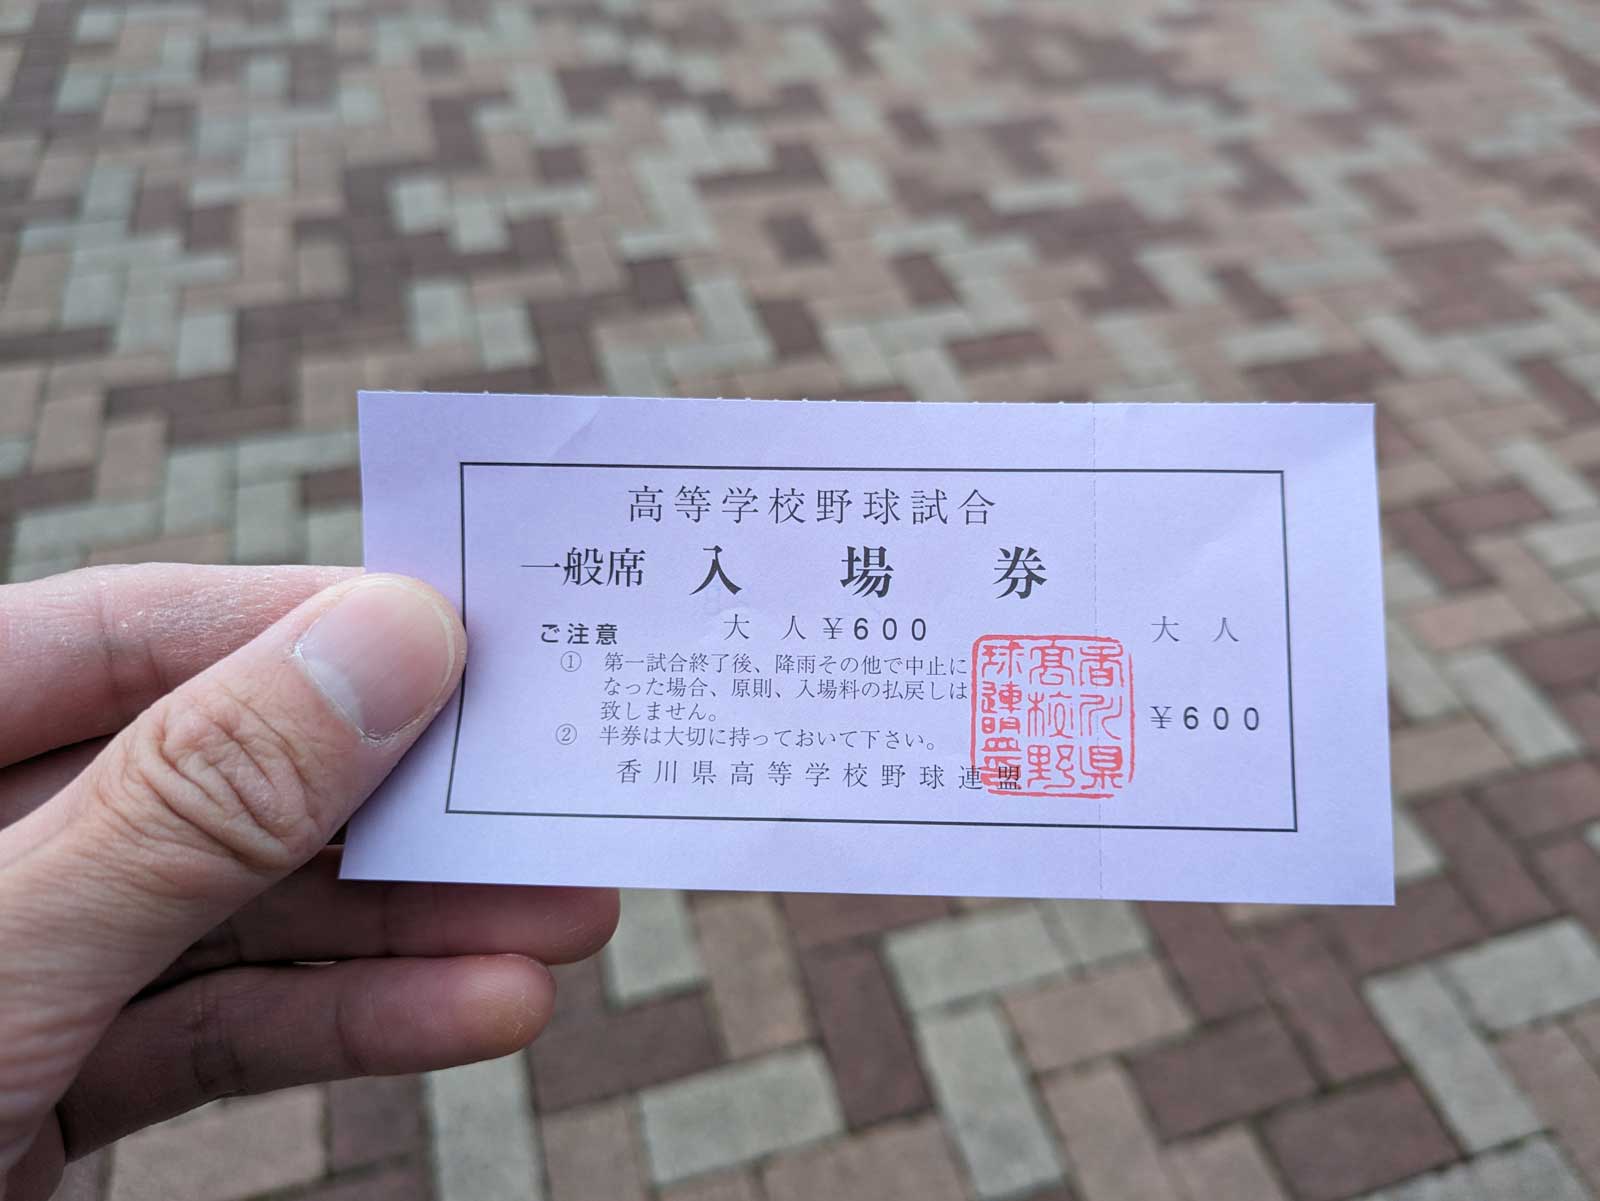 高等学校野球試合
一般席 入場券
ご注意 大人¥600
① 第一試合終了後、降雨その他で中止に
なった場合、原則、入場料の払戻しは
致しません。
② 半券は大切に持っておいて下さい。
香川県高等学校野球連盟
大人
¥600
香川県
高校野
球連盟